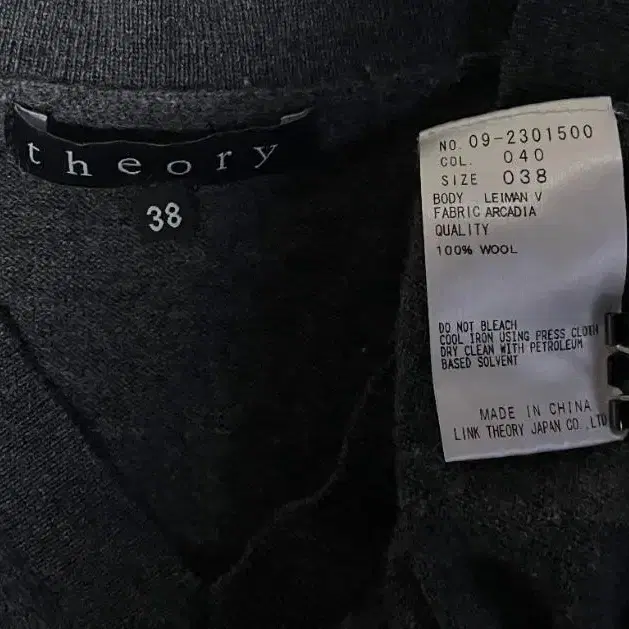 theory
38
NO. 09-2301500
COL. 040
SIZE 038
BODY LEIMAN V
FABRIC ARCADIA
QUALITY
100% WOOL
DO NOT BLEACH
COOL IRON USING PRESS CLOTH
DRY CLEAN WITH PETROLEUM
BASED SOLVENT
MADE IN CHINA
LINK THEORY JAPAN CO.,LTD